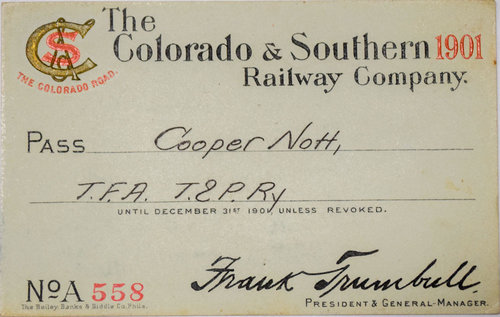 The
Colorado & Southern 1901
Railway Company.
C&S
THE COLORADO ROAD.
PASS Cooper Nott,
T.F.A. T.&P. Ry
UNTIL DECEMBER 31ST 1901, UNLESS REVOKED.
Frank Trumbull.
PRESIDENT & GENERAL-MANAGER.
No A 558
The Bailey, Banks & Biddle Co. Phila.